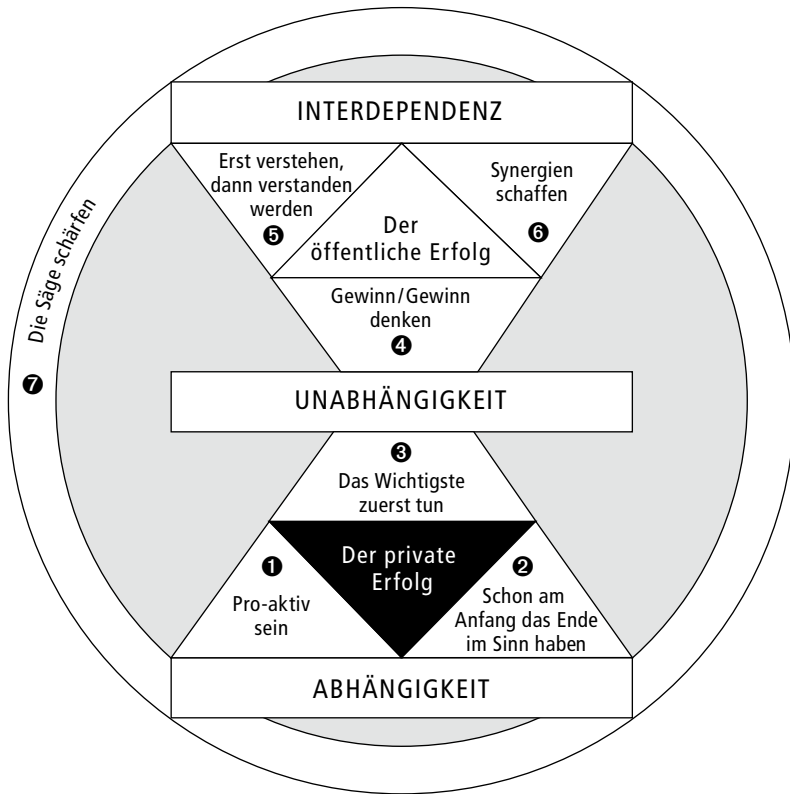 INTERDEPENDENZ
Erst verstehen,
dann verstanden
werden
❺
Synergien
schaffen
❻
Der
öffentliche Erfolg
Gewinn/Gewinn
denken
❹
Die Säge schärfen
❼
UNABHÄNGIGKEIT
❸
Das Wichtigste
zuerst tun
Der private
Erfolg
❶
Pro-aktiv
sein
❷
Schon am
Anfang das Ende
im Sinn haben
ABHÄNGIGKEIT